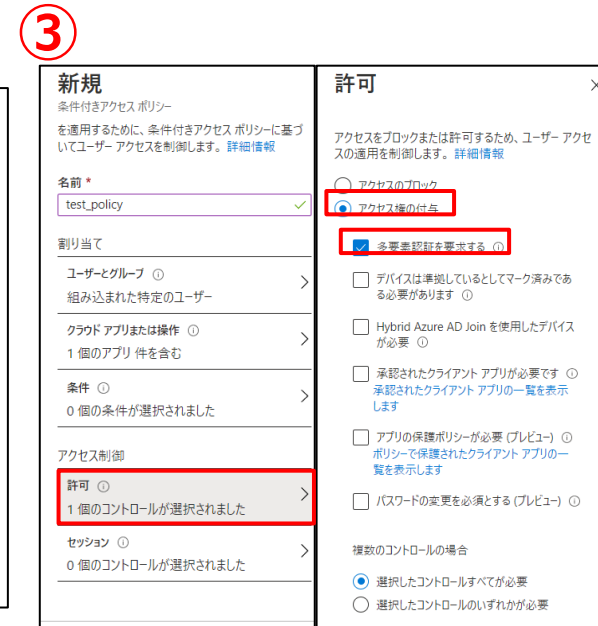 ③
新規
条件付きアクセス ポリシー
を適用するために、条件付きアクセス ポリシーに基づ
いてユーザー アクセスを制御します。 詳細情報
名前 *
test_policy
割り当て
ユーザーとグループ
組み込まれた特定のユーザー
クラウド アプリまたは操作
1 個のアプリ 件を含む
条件
0 個の条件が選択されました
アクセス制御
許可
1 個のコントロールが選択されました
セッション
0 個のコントロールが選択されました
許可
アクセスをブロックまたは許可するため、ユーザー アクセ
スの適用を制御します。 詳細情報
アクセスのブロック
アクセス権の付与
多要素認証を要求する
デバイスは準拠しているとしてマーク済みであ
る必要があります
Hybrid Azure AD Join を使用したデバイス
が必要
承認されたクライアント アプリが必要です
承認されたクライアント アプリの一覧を表示
します
アプリの保護ポリシーが必要 (プレビュー)
ポリシーで保護されたクライアント アプリの一
覧を表示します
パスワードの変更を必須とする (プレビュー)
複数のコントロールの場合
選択したコントロールすべてが必要
選択したコントロールのいずれかが必要